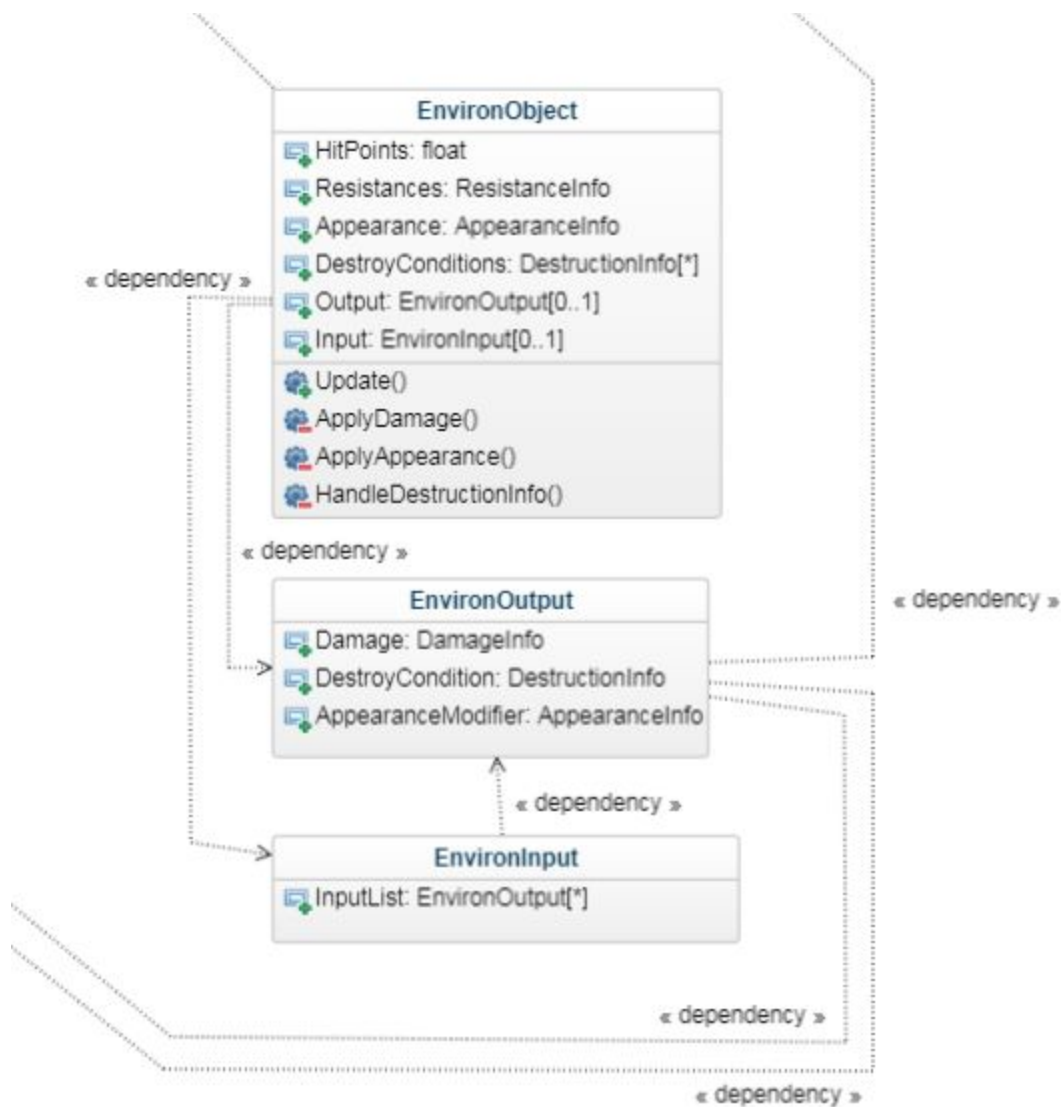 EnvironObject
HitPoints: float
Resistances: ResistanceInfo
Appearance: AppearanceInfo
DestroyConditions: DestructionInfo[*]
« dependency »
Output: EnvironOutput[0..1]
Input: EnvironInput[0..1]
Update()
ApplyDamage()
ApplyAppearance()
HandleDestructionInfo()
« dependency »
EnvironOutput
« dependency »
Damage: DamageInfo
DestroyCondition: DestructionInfo
AppearanceModifier: AppearanceInfo
« dependency »
EnvironInput
InputList: EnvironOutput[*]
« dependency »
« dependency »